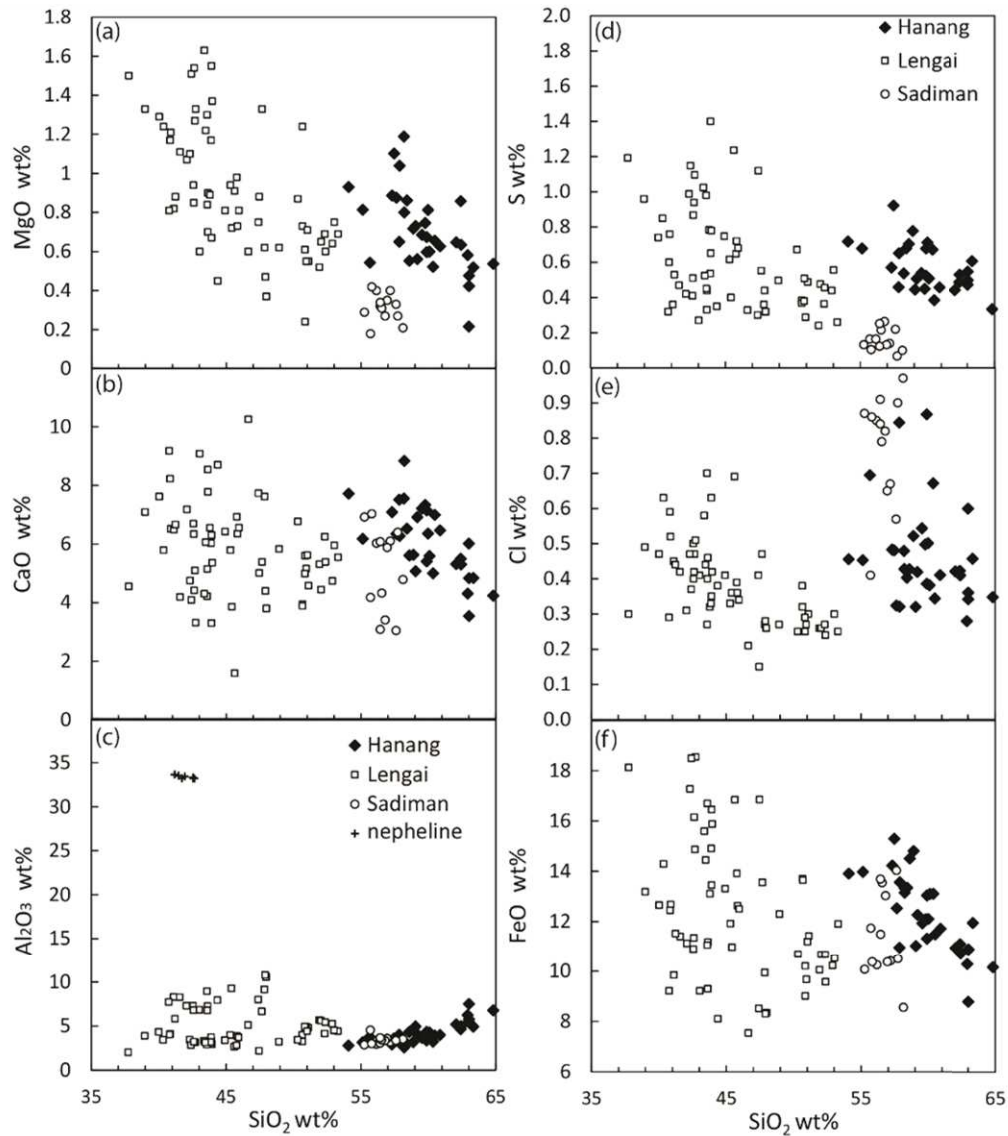 (a)
1.8
1.6
1.4
1.2
1
0.8
0.6
0.4
0.2
0
MgO wt%
(b)
10
8
6
4
2
0
CaO wt%
(c)
Hanang
Lengai
Sadiman
nepheline
35
30
25
20
15
10
5
0
Al₂O₃ wt%
35 45 55 65
SiO₂ wt%
(d)
Hanang
Lengai
Sadiman
2.0
1.8
1.6
1.4
1.2
1.0
0.8
0.6
0.4
0.2
0.0
S wt%
(e)
0.9
0.8
0.7
0.6
0.5
0.4
0.3
0.2
0.1
0.0
Cl wt%
(f)
18
16
14
12
10
8
6
FeO wt%
35 45 55 65
SiO₂ wt%